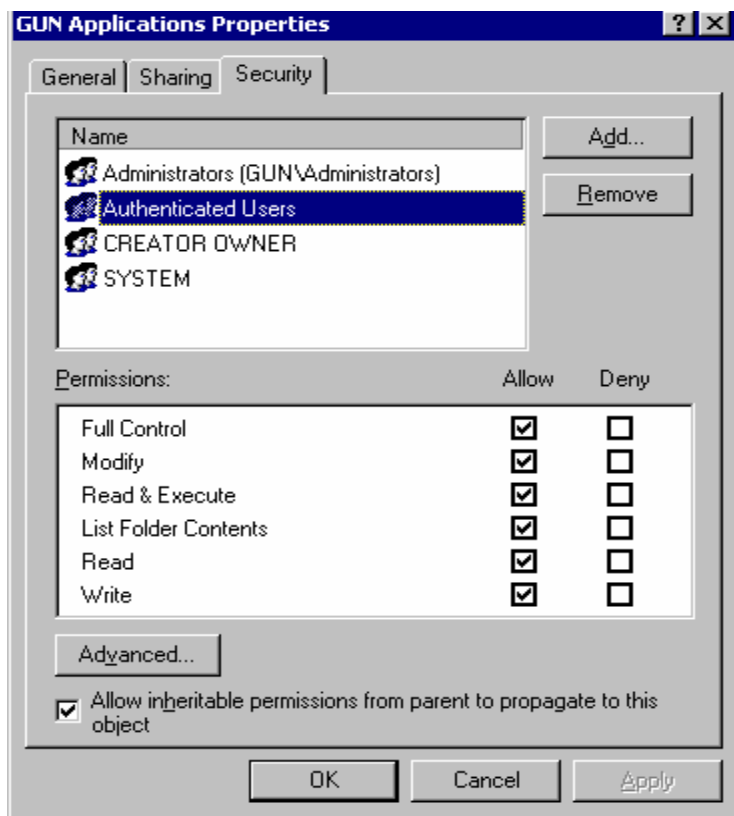 GUN Applications Properties
General Sharing Security
Name
Add...
Administrators (GUN\Administrators)
Authenticated Users
Remove
CREATOR OWNER
SYSTEM
Permissions: Allow Deny
Full Control
Modify
Read & Execute
List Folder Contents
Read
Write
Advanced...
Allow inheritable permissions from parent to propagate to this
object
OK Cancel Apply